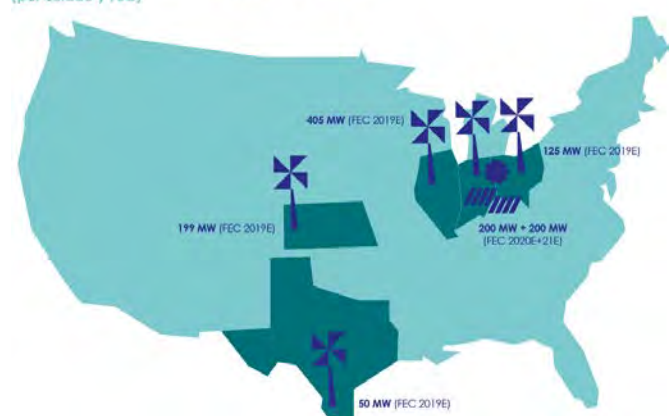 405 MW (FEC 2019E)
125 MW (FEC 2019E)
199 MW (FEC 2019E)
200 MW + 200 MW
(FEC 2020E+21E)
50 MW (FEC 2019E)